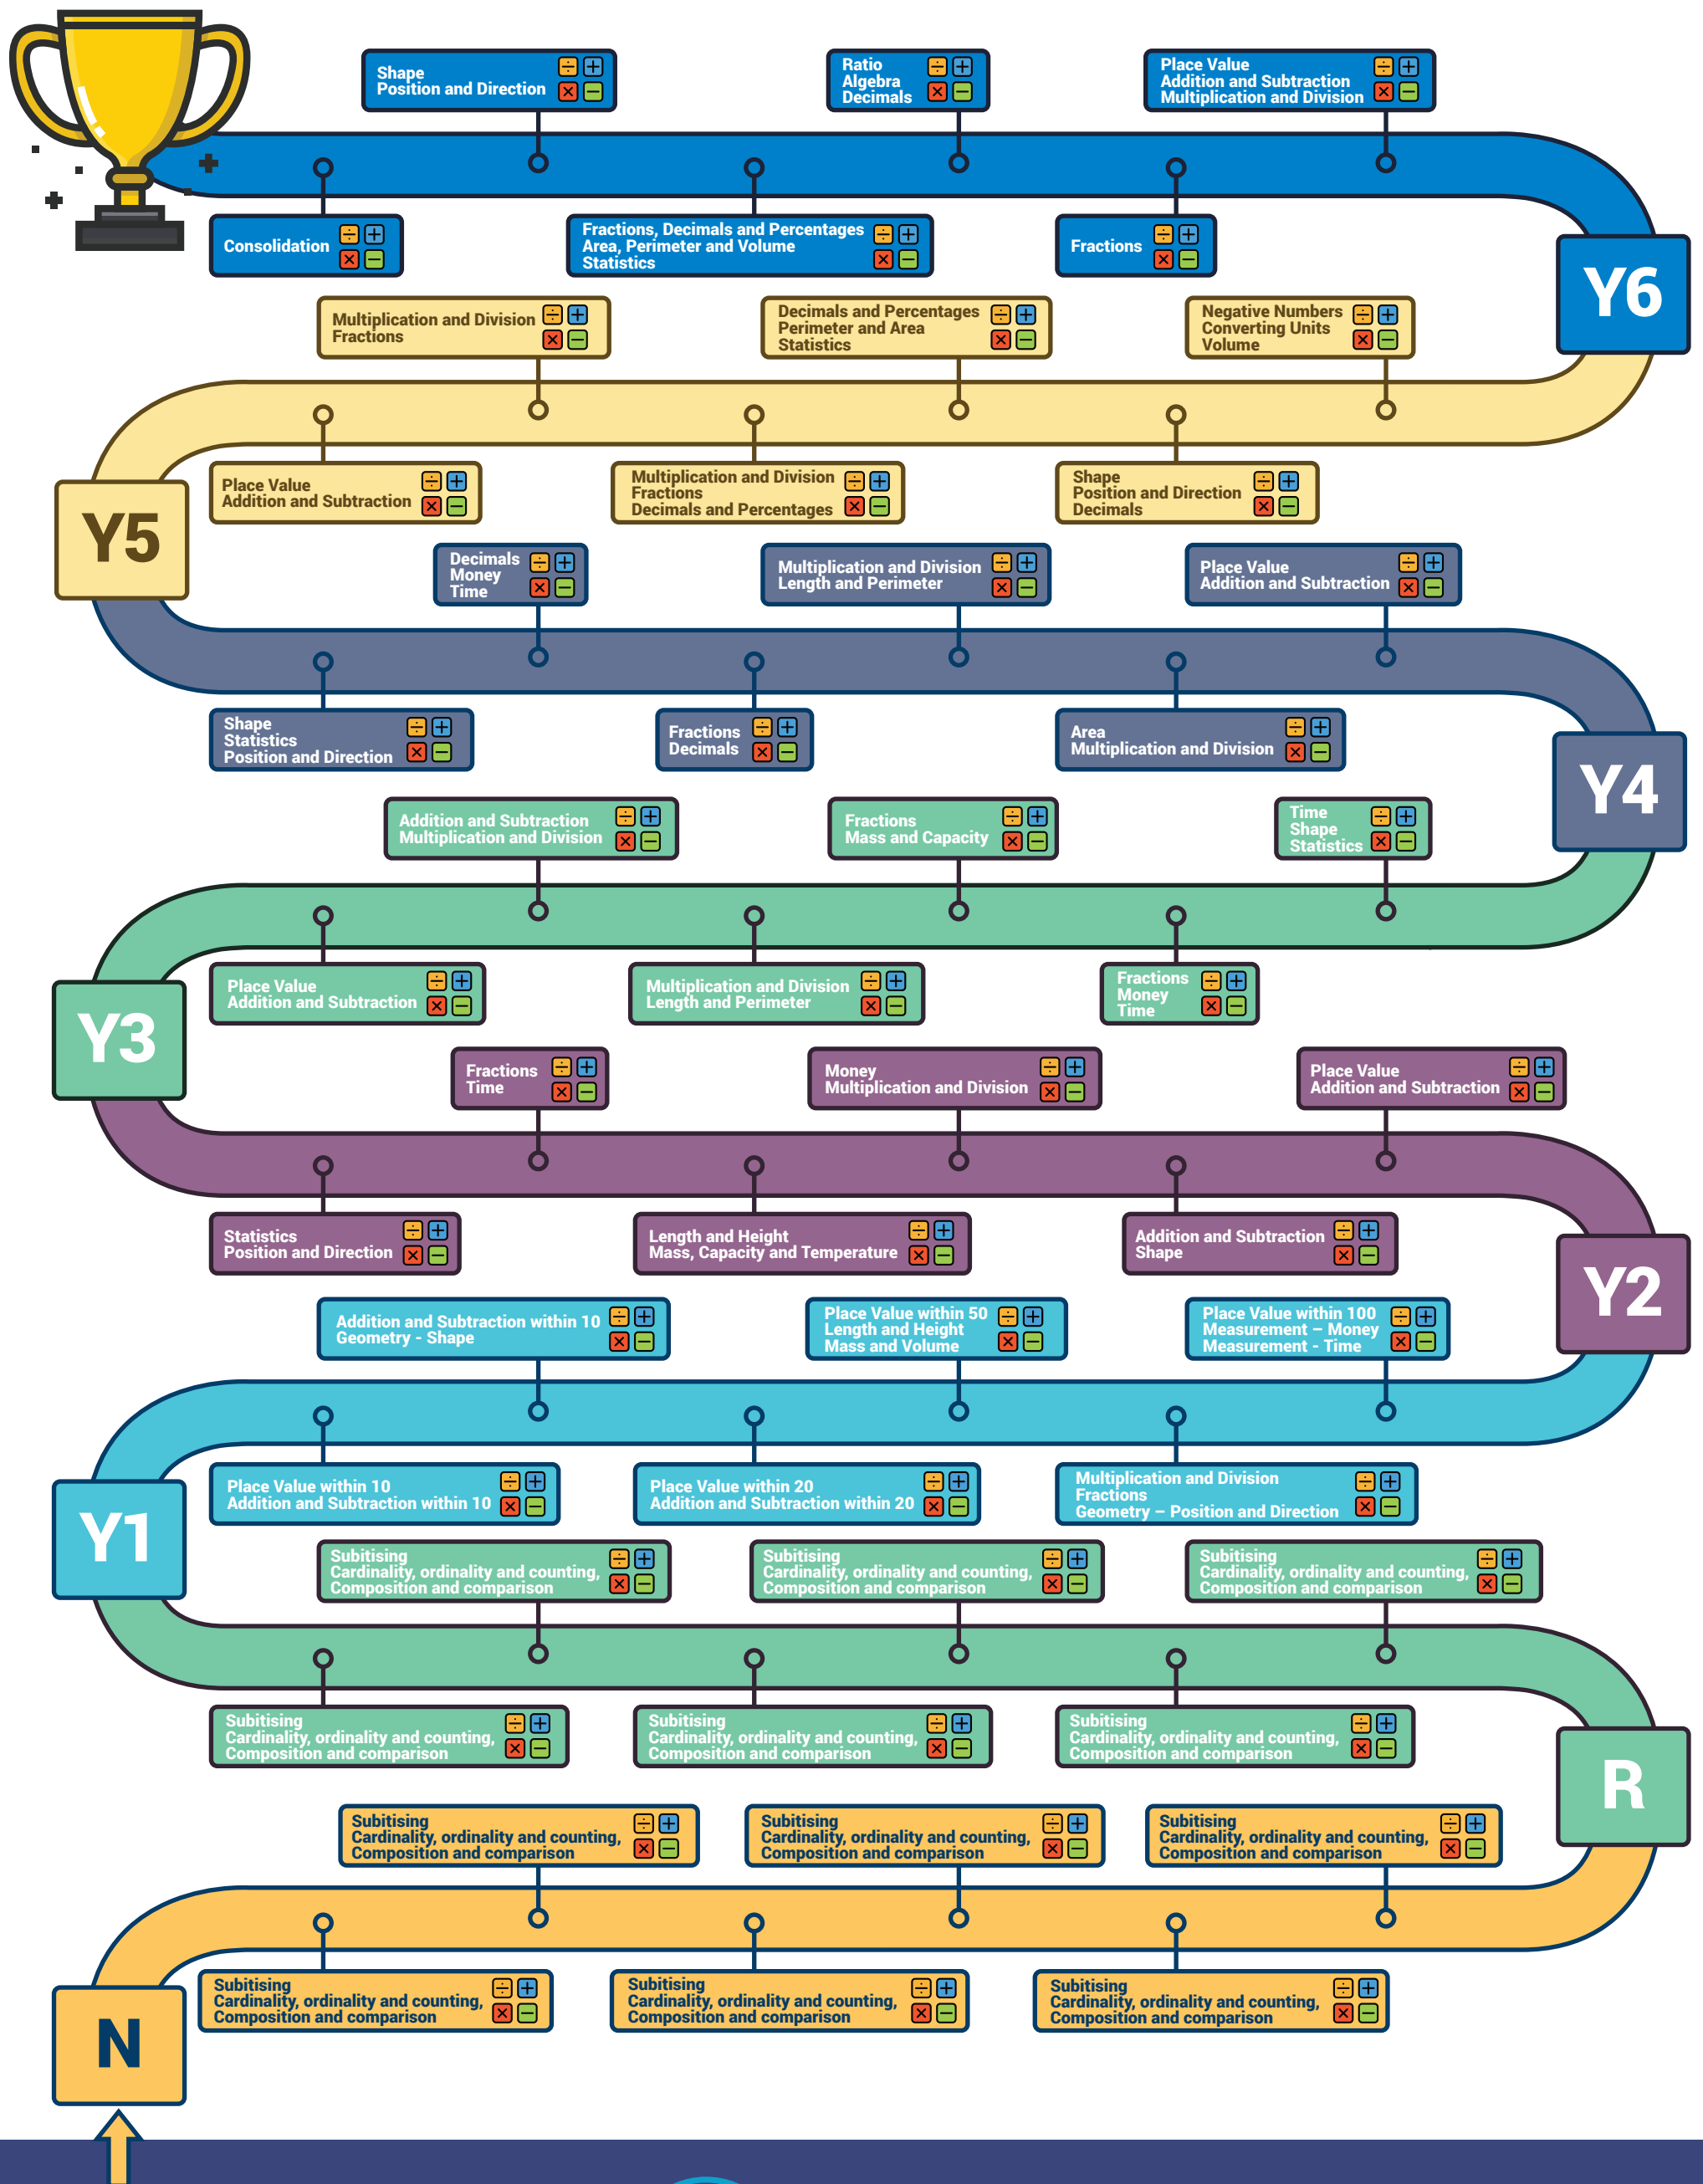 Shape
Position and Direction
Ratio
Algebra
Decimals
Place Value
Addition and Subtraction
Multiplication and Division
Consolidation
Fractions, Decimals and Percentages
Area, Perimeter and Volume
Statistics
Fractions
Y6
Multiplication and Division
Fractions
Decimals and Percentages
Perimeter and Area
Statistics
Negative Numbers
Converting Units
Volume
Place Value
Addition and Subtraction
Multiplication and Division
Fractions
Decimals and Percentages
Shape
Position and Direction
Decimals
Y5
Decimals
Money
Time
Multiplication and Division
Length and Perimeter
Place Value
Addition and Subtraction
Shape
Statistics
Position and Direction
Fractions
Decimals
Area
Multiplication and Division
Y4
Addition and Subtraction
Multiplication and Division
Fractions
Mass and Capacity
Time
Shape
Statistics
Place Value
Addition and Subtraction
Multiplication and Division
Length and Perimeter
Fractions
Money
Time
Y3
Fractions
Time
Money
Multiplication and Division
Place Value
Addition and Subtraction
Statistics
Position and Direction
Length and Height
Mass, Capacity and Temperature
Addition and Subtraction
Shape
Y2
Addition and Subtraction within 10
Geometry - Shape
Place Value within 50
Length and Height
Mass and Volume
Place Value within 100
Measurement – Money
Measurement - Time
Place Value within 10
Addition and Subtraction within 10
Place Value within 20
Addition and Subtraction within 20
Multiplication and Division
Fractions
Geometry – Position and Direction
Y1
Subitising
Cardinality, ordinality and counting,
Composition and comparison
Subitising
Cardinality, ordinality and counting,
Composition and comparison
Subitising
Cardinality, ordinality and counting,
Composition and comparison
Subitising
Cardinality, ordinality and counting,
Composition and comparison
Subitising
Cardinality, ordinality and counting,
Composition and comparison
Subitising
Cardinality, ordinality and counting,
Composition and comparison
R
Subitising
Cardinality, ordinality and counting,
Composition and comparison
Subitising
Cardinality, ordinality and counting,
Composition and comparison
Subitising
Cardinality, ordinality and counting,
Composition and comparison
Subitising
Cardinality, ordinality and counting,
Composition and comparison
Subitising
Cardinality, ordinality and counting,
Composition and comparison
Subitising
Cardinality, ordinality and counting,
Composition and comparison
N